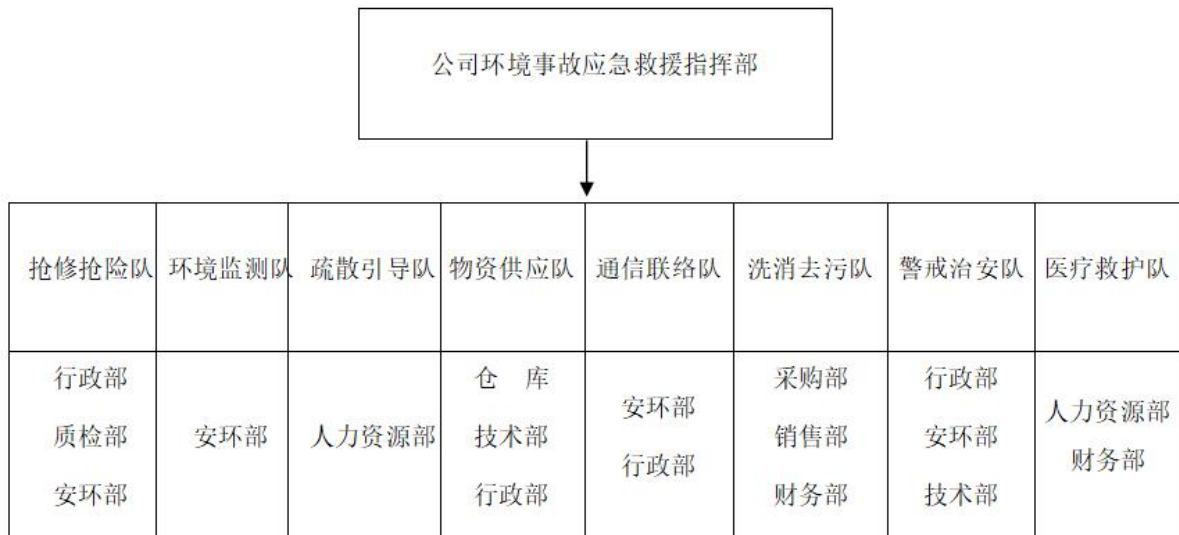 公司环境事故应急救援指挥部
抢修抢险队 环境监测队 疏散引导队 物资供应队 通信联络队 洗消去污队 警戒治安队 医疗救护队
行政部
质检部
安环部
安环部
人力资源部
仓 库
技术部
行政部
安环部
行政部
采购部
销售部
财务部
行政部
安环部
技术部
人力资源部
财务部